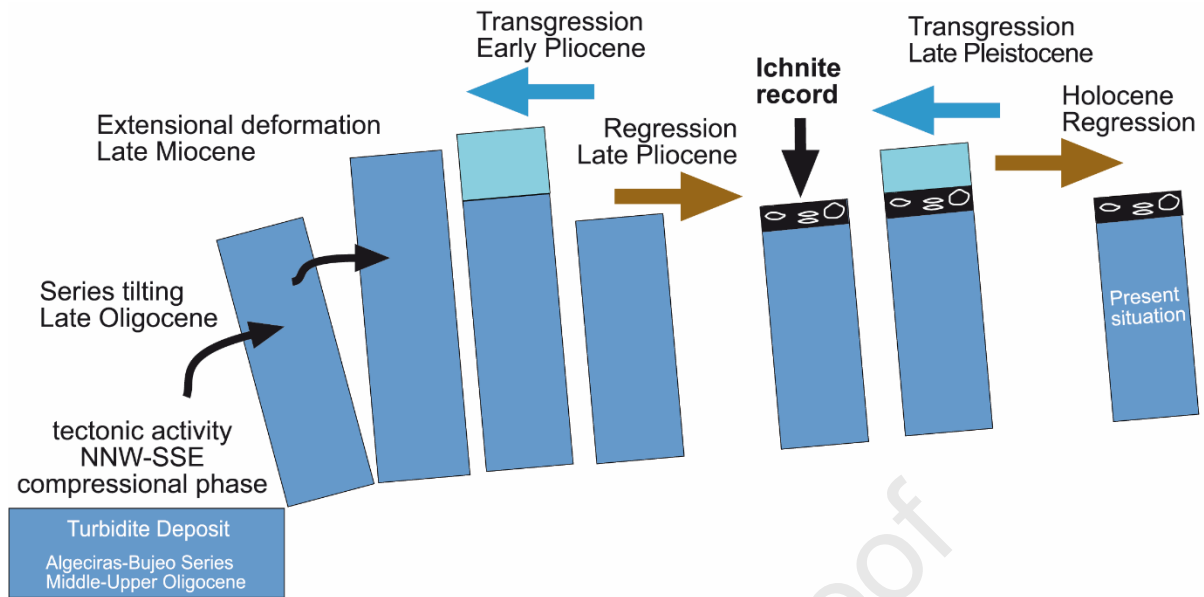 Transgression
Early Pliocene
Transgression
Late Pleistocene
Ichnite
record
Holocene
Regression
Extensional deformation
Late Miocene
Regression
Late Pliocene
Series tilting
Late Oligocene
Present
situation
tectonic activity
NNW-SSE
compressional phase
Turbidite Deposit
Algeciras-Bujeo Series
Middle-Upper Oligocene
oof